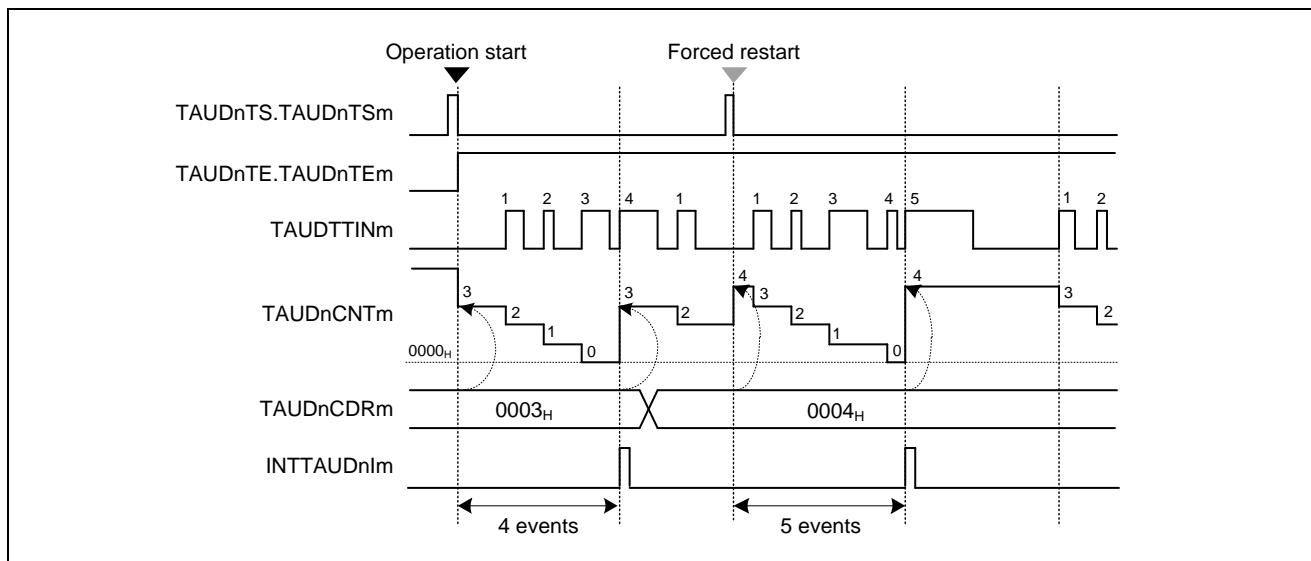 Operation start Forced restart
TAUDnTS.TAUDnTSm
TAUDnTE.TAUDnTEm
1 2 3 4 1 1 2 3 4 5 1 2
TAUDTTINm
3 2 1 0 3 2 4 3 2 1 0 4 3 2
TAUDnCNTm
0000H
TAUDnCDRm 0003H 0004H
INTTAUDnIm
4 events 5 events